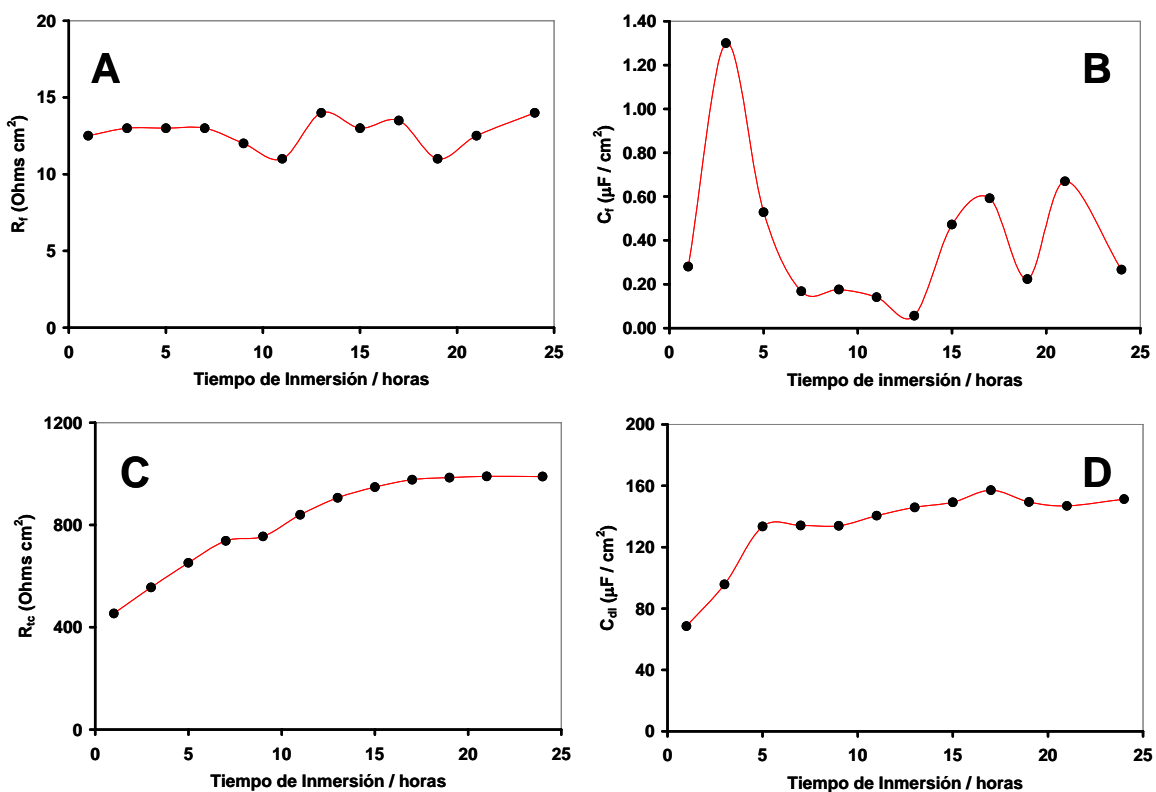 A
20
15
10
5
0
R_f (Ohms cm²)
0 5 10 15 20 25
Tiempo de Inmersión / horas
B
1.40
1.20
1.00
0.80
0.60
0.40
0.20
0.00
C_f (µF / cm²)
0 5 10 15 20 25
Tiempo de inmersión / horas
C
1200
800
400
0
R_tc (Ohms cm²)
0 5 10 15 20 25
Tiempo de Inmersión / horas
D
200
160
120
80
40
0
C_dl (µF / cm²)
0 5 10 15 20 25
Tiempo de Inmersión / horas